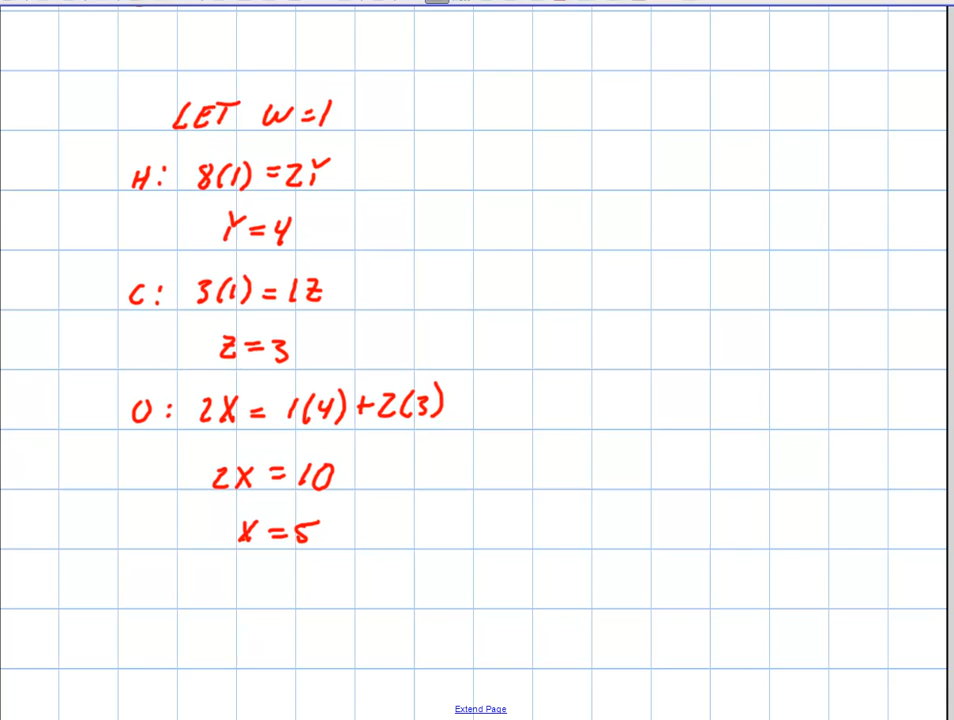 LET W=1
H: 8(1)=2Y
Y=4
C: 3(1)=1Z
Z=3
O: 2X=1(4)+2(3)
2X=10
X=5
Extend Page